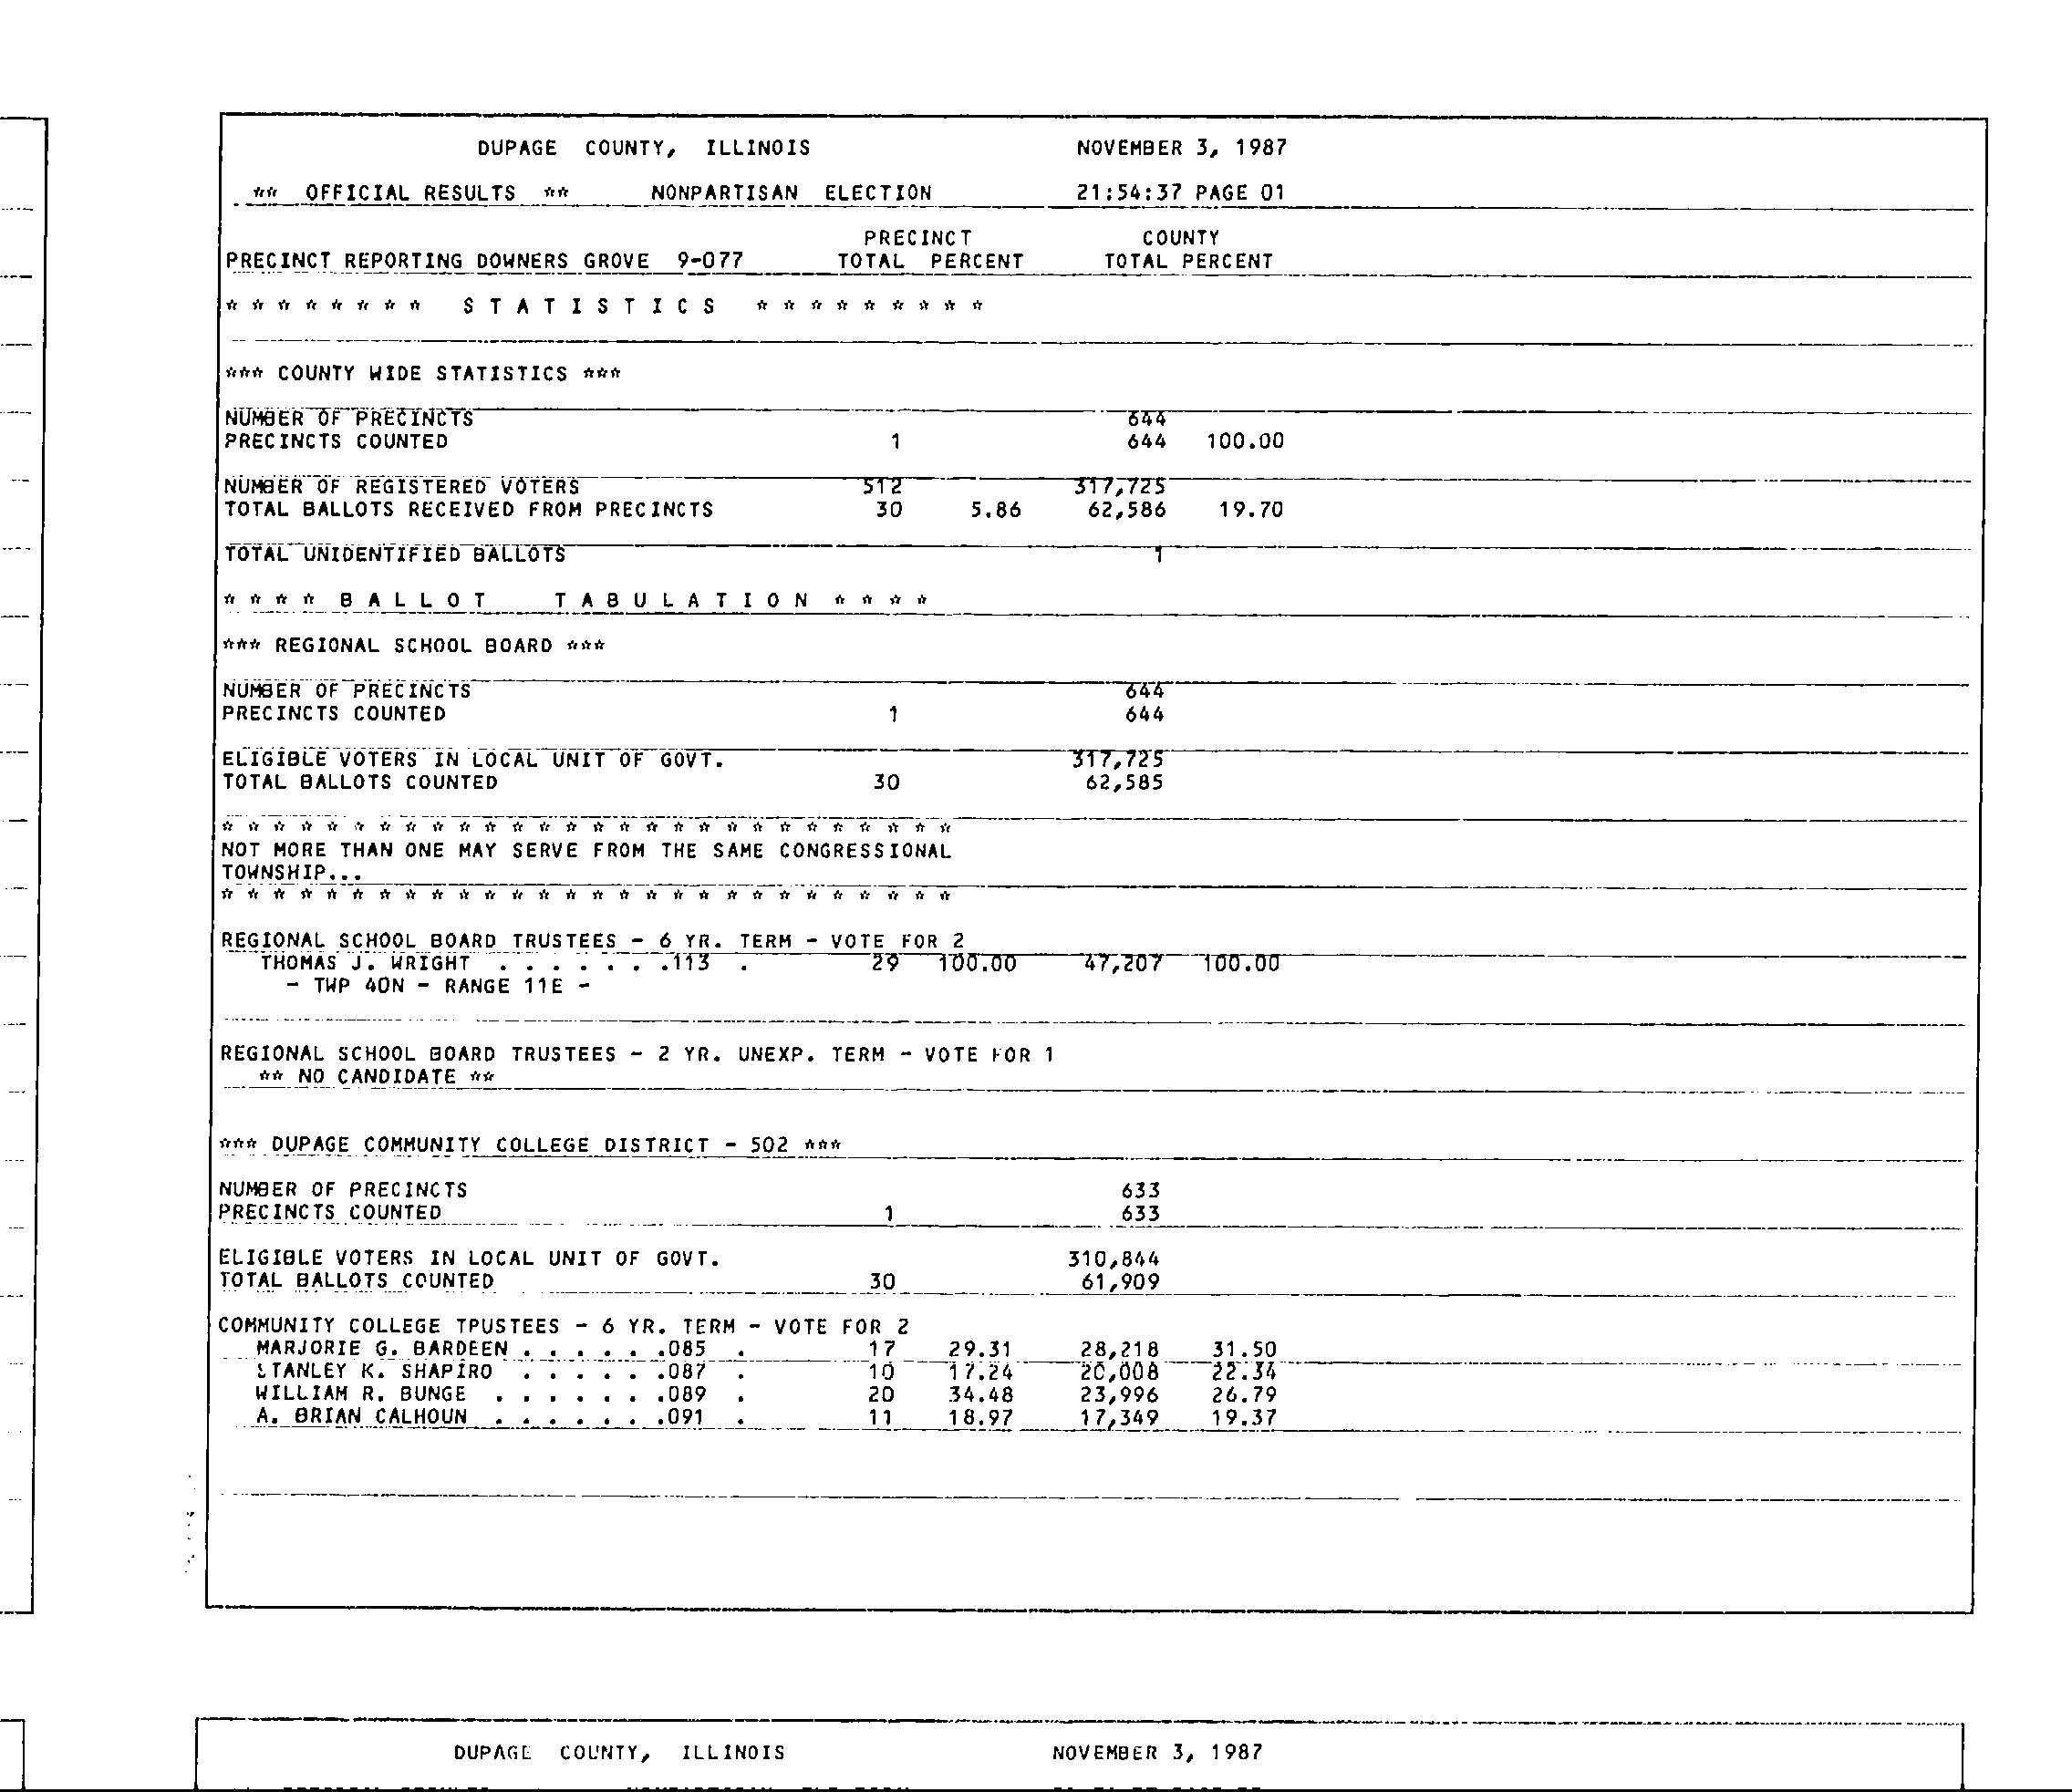 DUPAGE COUNTY, ILLINOIS NOVEMBER 3, 1987
** OFFICIAL RESULTS ** NONPARTISAN ELECTION 21:54:37 PAGE 01
PRECINCT COUNTY
PRECINCT REPORTING DOWNERS GROVE 9-077 TOTAL PERCENT TOTAL PERCENT
* * * * * * * * S T A T I S T I C S * * * * * * * * *
*** COUNTY WIDE STATISTICS ***
NUMBER OF PRECINCTS 644
PRECINCTS COUNTED 1 644 100.00
NUMBER OF REGISTERED VOTERS 512 317,725
TOTAL BALLOTS RECEIVED FROM PRECINCTS 30 5.86 62,586 19.70
TOTAL UNIDENTIFIED BALLOTS 1
* * * * B A L L O T T A B U L A T I O N * * * *
*** REGIONAL SCHOOL BOARD ***
NUMBER OF PRECINCTS 644
PRECINCTS COUNTED 1 644
ELIGIBLE VOTERS IN LOCAL UNIT OF GOVT. 317,725
TOTAL BALLOTS COUNTED 30 62,585
* * * * * * * * * * * * * * * * * * * * * * * * * * * *
NOT MORE THAN ONE MAY SERVE FROM THE SAME CONGRESSIONAL
TOWNSHIP...
* * * * * * * * * * * * * * * * * * * * * * * * * * * *
REGIONAL SCHOOL BOARD TRUSTEES - 6 YR. TERM - VOTE FOR 2
THOMAS J. WRIGHT . . . . . . .113 . 29 100.00 47,207 100.00
- TWP 40N - RANGE 11E -
REGIONAL SCHOOL BOARD TRUSTEES - 2 YR. UNEXP. TERM - VOTE FOR 1
** NO CANDIDATE **
*** DUPAGE COMMUNITY COLLEGE DISTRICT - 502 ***
NUMBER OF PRECINCTS 633
PRECINCTS COUNTED 1 633
ELIGIBLE VOTERS IN LOCAL UNIT OF GOVT. 310,844
TOTAL BALLOTS COUNTED 30 61,909
COMMUNITY COLLEGE TPUSTEES - 6 YR. TERM - VOTE FOR 2
MARJORIE G. BARDEEN . . . . . .085 . 17 29.31 28,218 31.50
STANLEY K. SHAPIRO . . . . . .087 . 10 17.24 20,008 22.34
WILLIAM R. BUNGE . . . . . . .089 . 20 34.48 23,996 26.79
A. BRIAN CALHOUN . . . . . . .091 . 11 18.97 17,349 19.37
DUPAGE COUNTY, ILLINOIS NOVEMBER 3, 1987